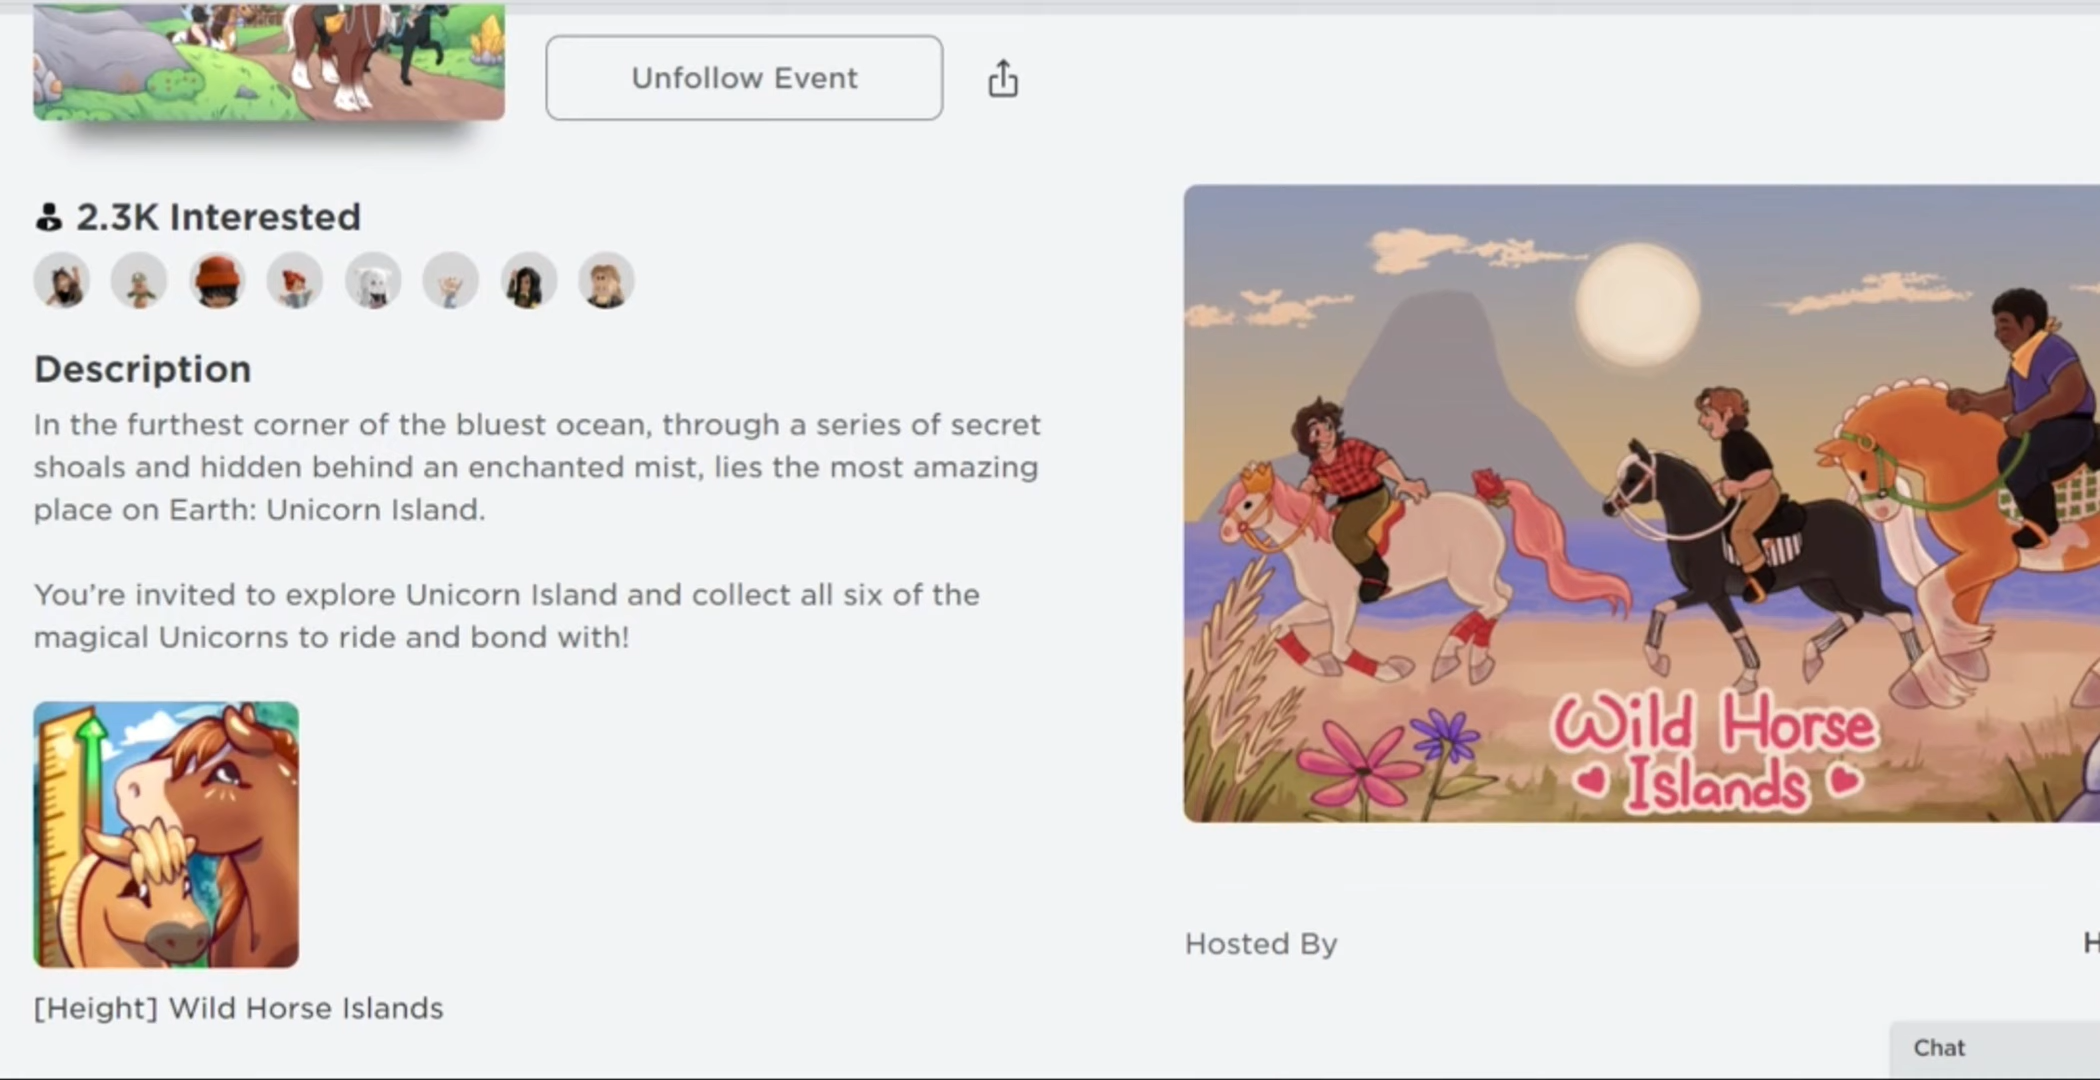 Unfollow Event
2.3K Interested
Description
In the furthest corner of the bluest ocean, through a series of secret
shoals and hidden behind an enchanted mist, lies the most amazing
place on Earth: Unicorn Island.
You’re invited to explore Unicorn Island and collect all six of the
magical Unicorns to ride and bond with!
[Height] Wild Horse Islands
Wild Horse
Islands
Hosted By
H
Chat